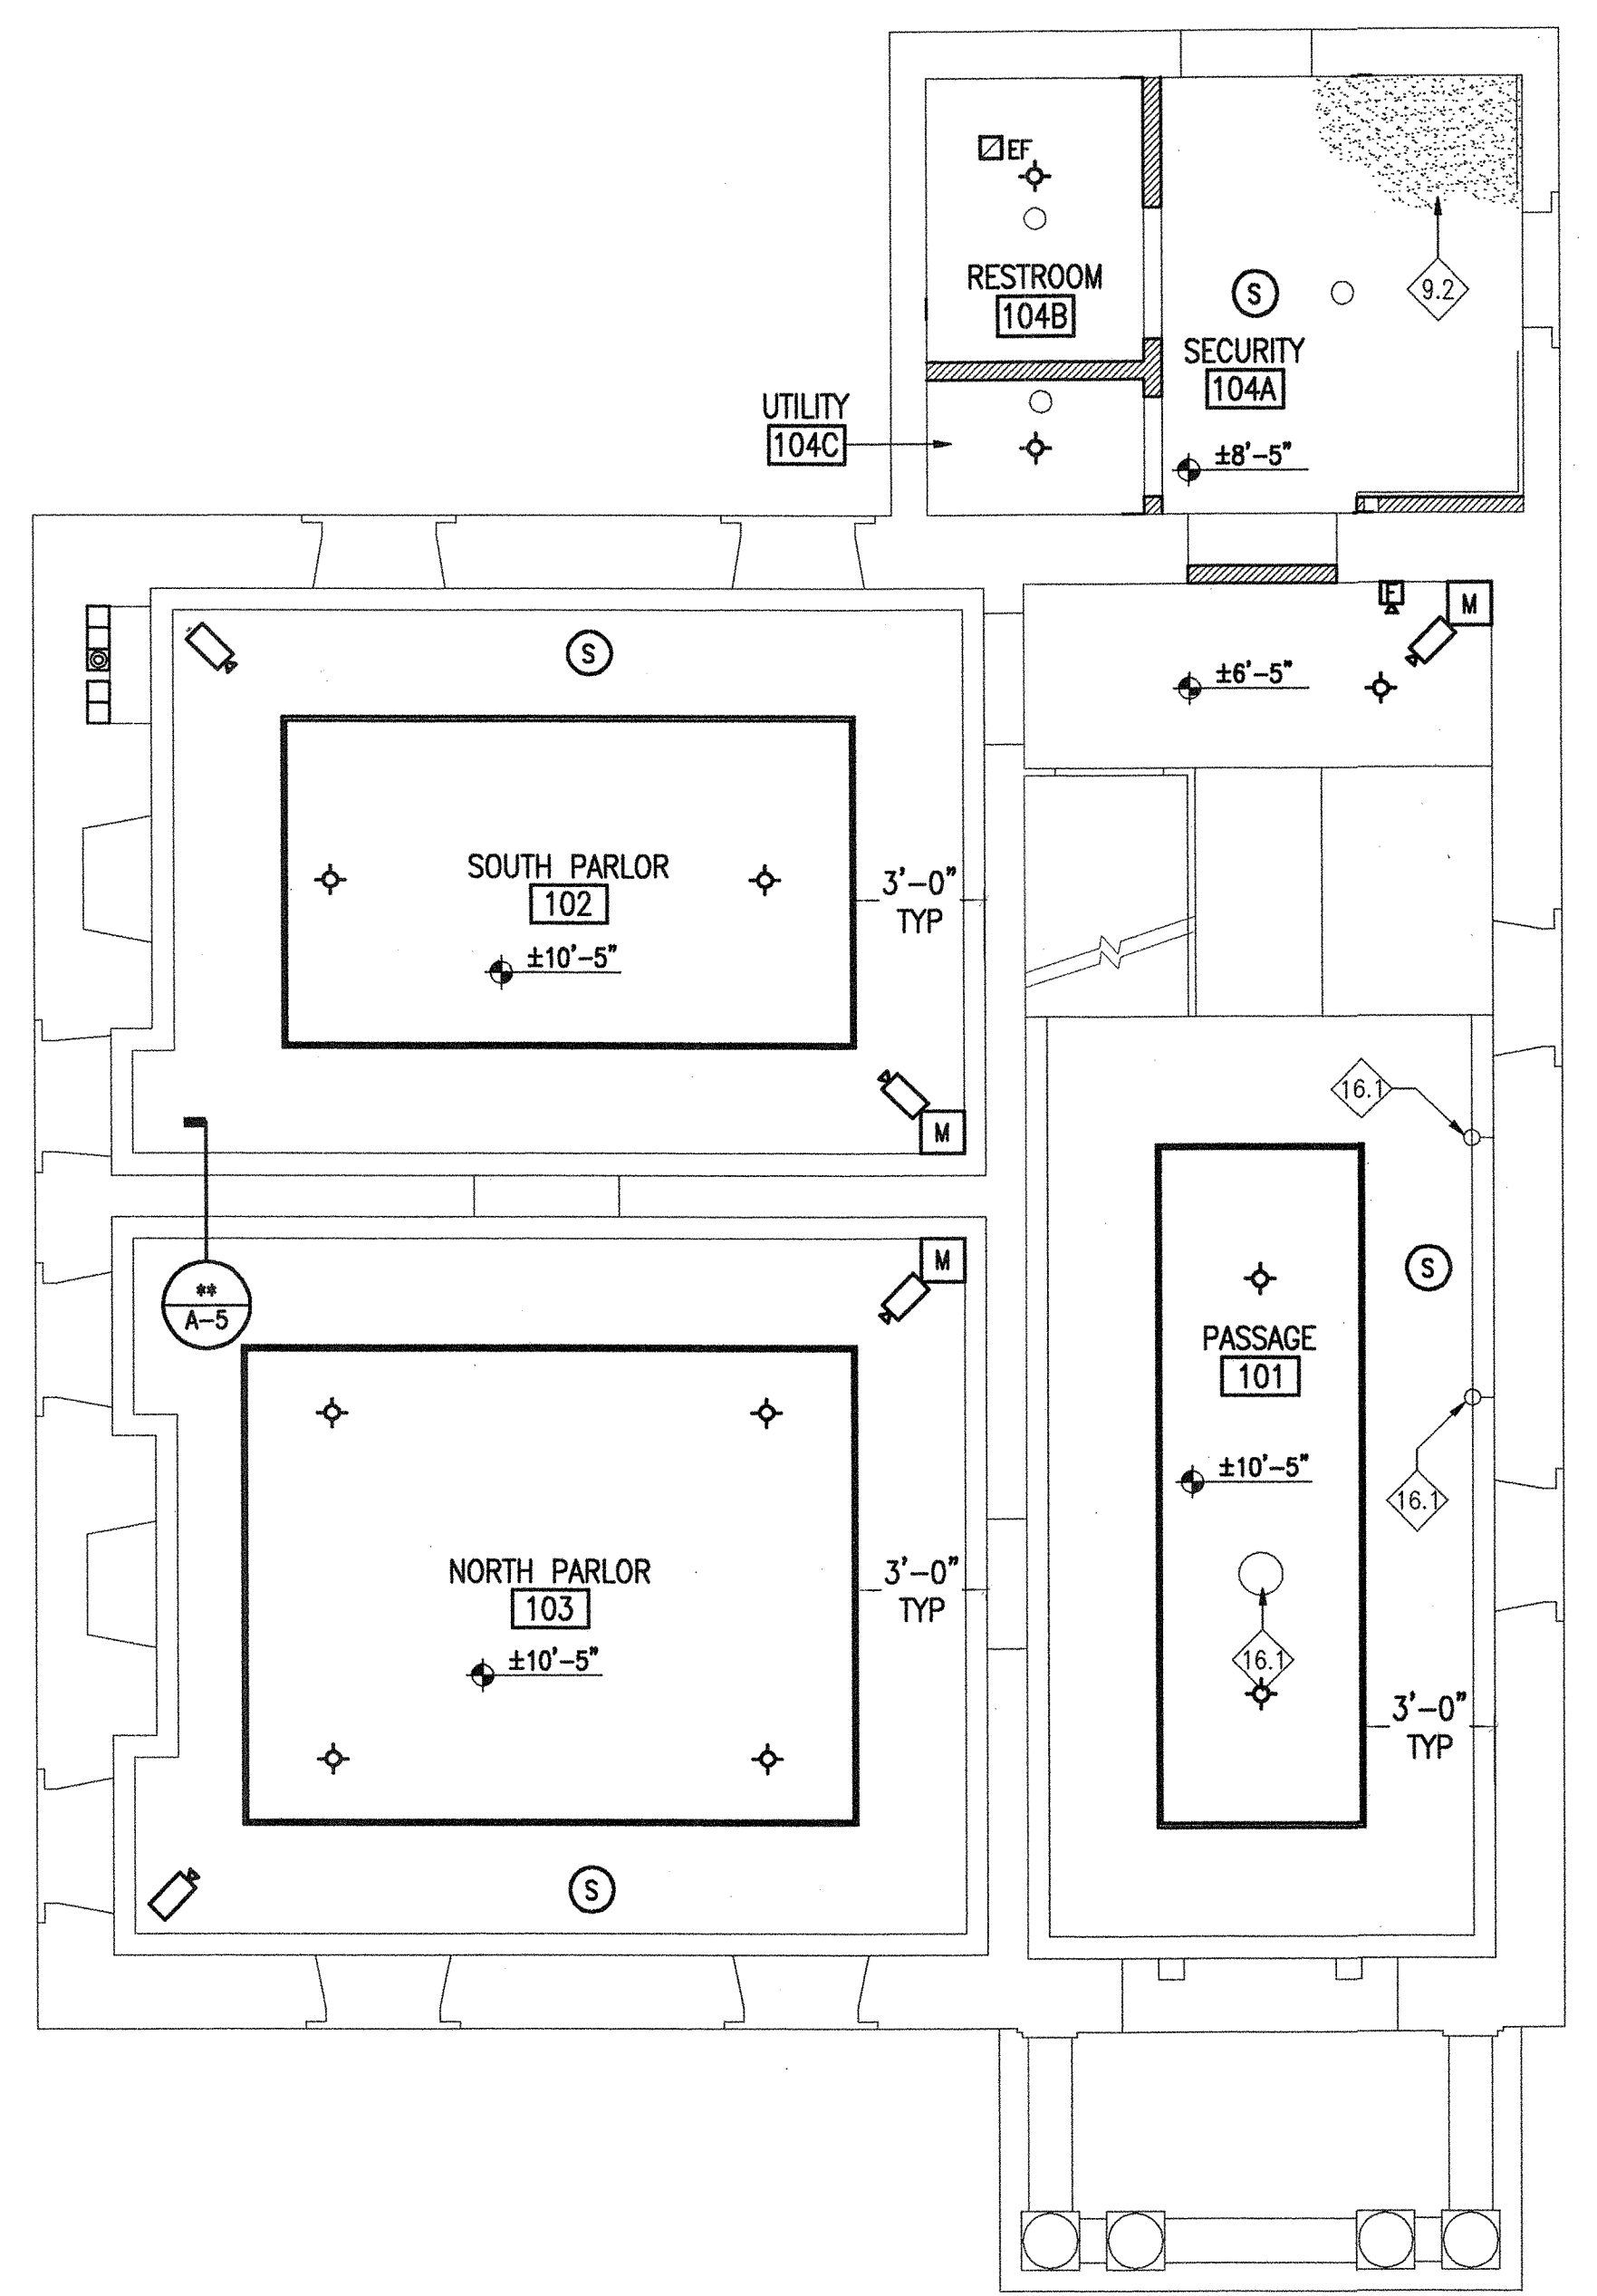 EF
RESTROOM
104B
S
9.2
SECURITY
104A
UTILITY
104C
±8'-5"
F
M
S
±6'-5"
SOUTH PARLOR
102
3'-0"
TYP
±10'-5"
16.1
M
M
S
**
A-5
PASSAGE
101
±10'-5"
16.1
NORTH PARLOR
103
3'-0"
TYP
±10'-5"
16.1
3'-0"
TYP
S